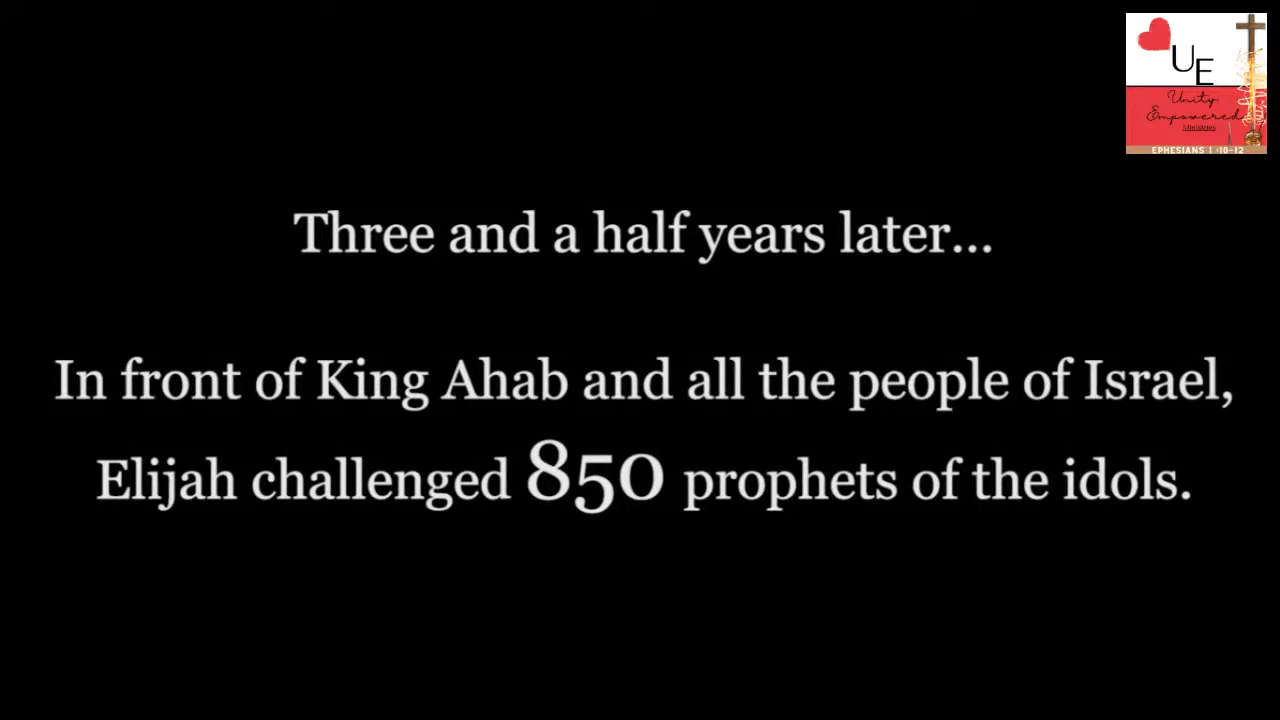 UE
Unity
Empowered
Ministries
EPHESIANS 1:10-12
Three and a half years later...
In front of King Ahab and all the people of Israel,
Elijah challenged 850 prophets of the idols.